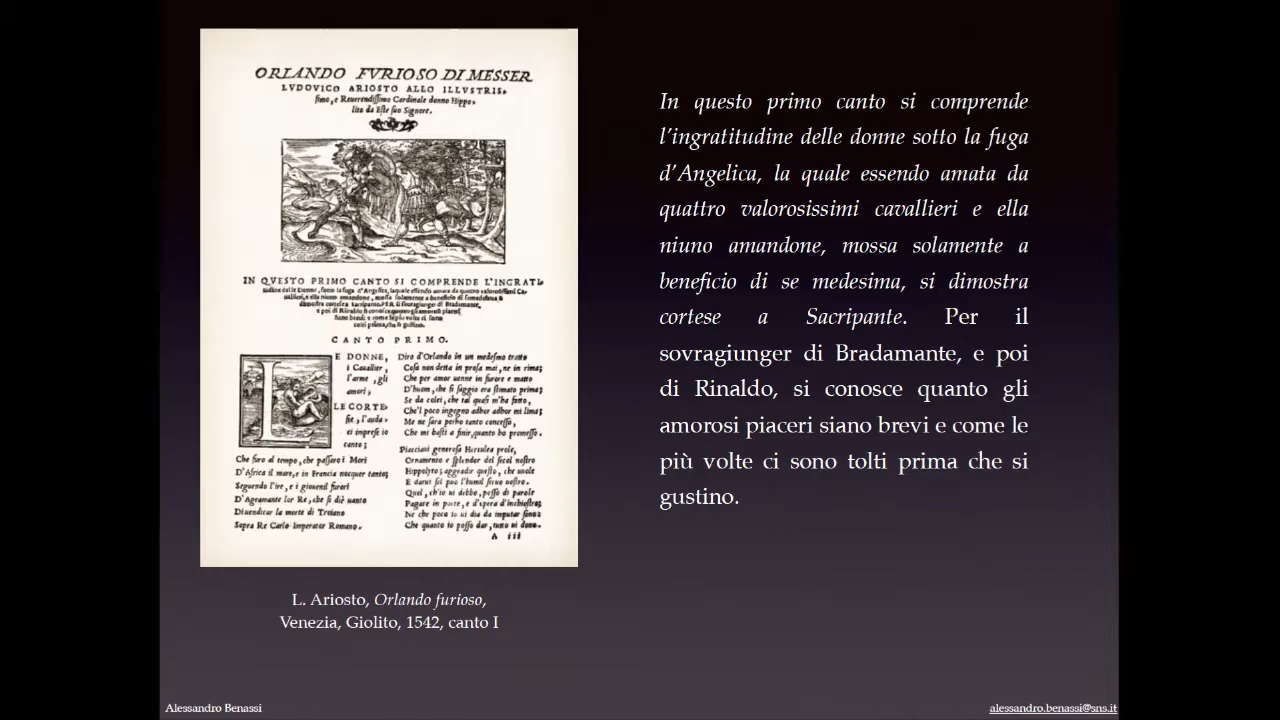 ORLANDO FVRIOSO DI MESSER
LVDOVICO ARIOSTO ALLO ILLVSTRIS-
simo, e Reuerendissimo Cardinale donno Hippo-
lito da Este suo Signore.
IN QVESTO PRIMO CANTO SI COMPRENDE L'INGRATI-
CANTO PRIMO.
L
E DONNE,
i Caualier,
l'arme, gli
amori,
LE CORTE-
sie, l'auda-
ci imprese io
canto;
Che furo al tempo, che passaro i Mori
D'Africa il mare, e in Francia nocquer tanto;
Seguendo l'ire, e i giouenil furori
D'Agramante lor Re, che si diè uanto
Di uendicar la morte di Troiano
Sopra Re Carlo Imperator Romano.
Diro d'Orlando in un medesmo tratto
Cosa non detta in prosa mai, ne in rima;
Che per amor uenne in furore e matto
D'huom, che si saggio era stimato prima;
Se da colei, che tal quasi m'ha fatto,
Che'l poco ingegno adhor adhor mi lima;
Me ne sara perho tanto concesso,
Che mi basti a finir, quanto ho promesso.
Piacciaui generosa Herculea prole,
Ornamento e splendor del secol nostro
Hippolyto; aggradir questo, che uuole
E darui sol puo l'humil seruo uostro.
Quel, ch'io ui debbo, posso di parole
Pagare in parte, e d'opera d'inchiostro;
Ne che poco io ui dia da imputar sono;
Che quanto io posso dar, tutto ui dono.
A iii
L. Ariosto, Orlando furioso,
Venezia, Giolito, 1542, canto I
In questo primo canto si comprende
l'ingratitudine delle donne sotto la fuga
d'Angelica, la quale essendo amata da
quattro valorosissimi cavallieri e ella
niuno amandone, mossa solamente a
beneficio di se medesina, si dimostra
cortese a Sacripante. Per il
sovragiunger di Bradamante, e poi
di Rinaldo, si conosce quanto gli
amorosi piaceri siano brevi e come le
più volte ci sono tolti prima che si
gustino.
Alessandro Benassi
alessandro.benassi@sns.it